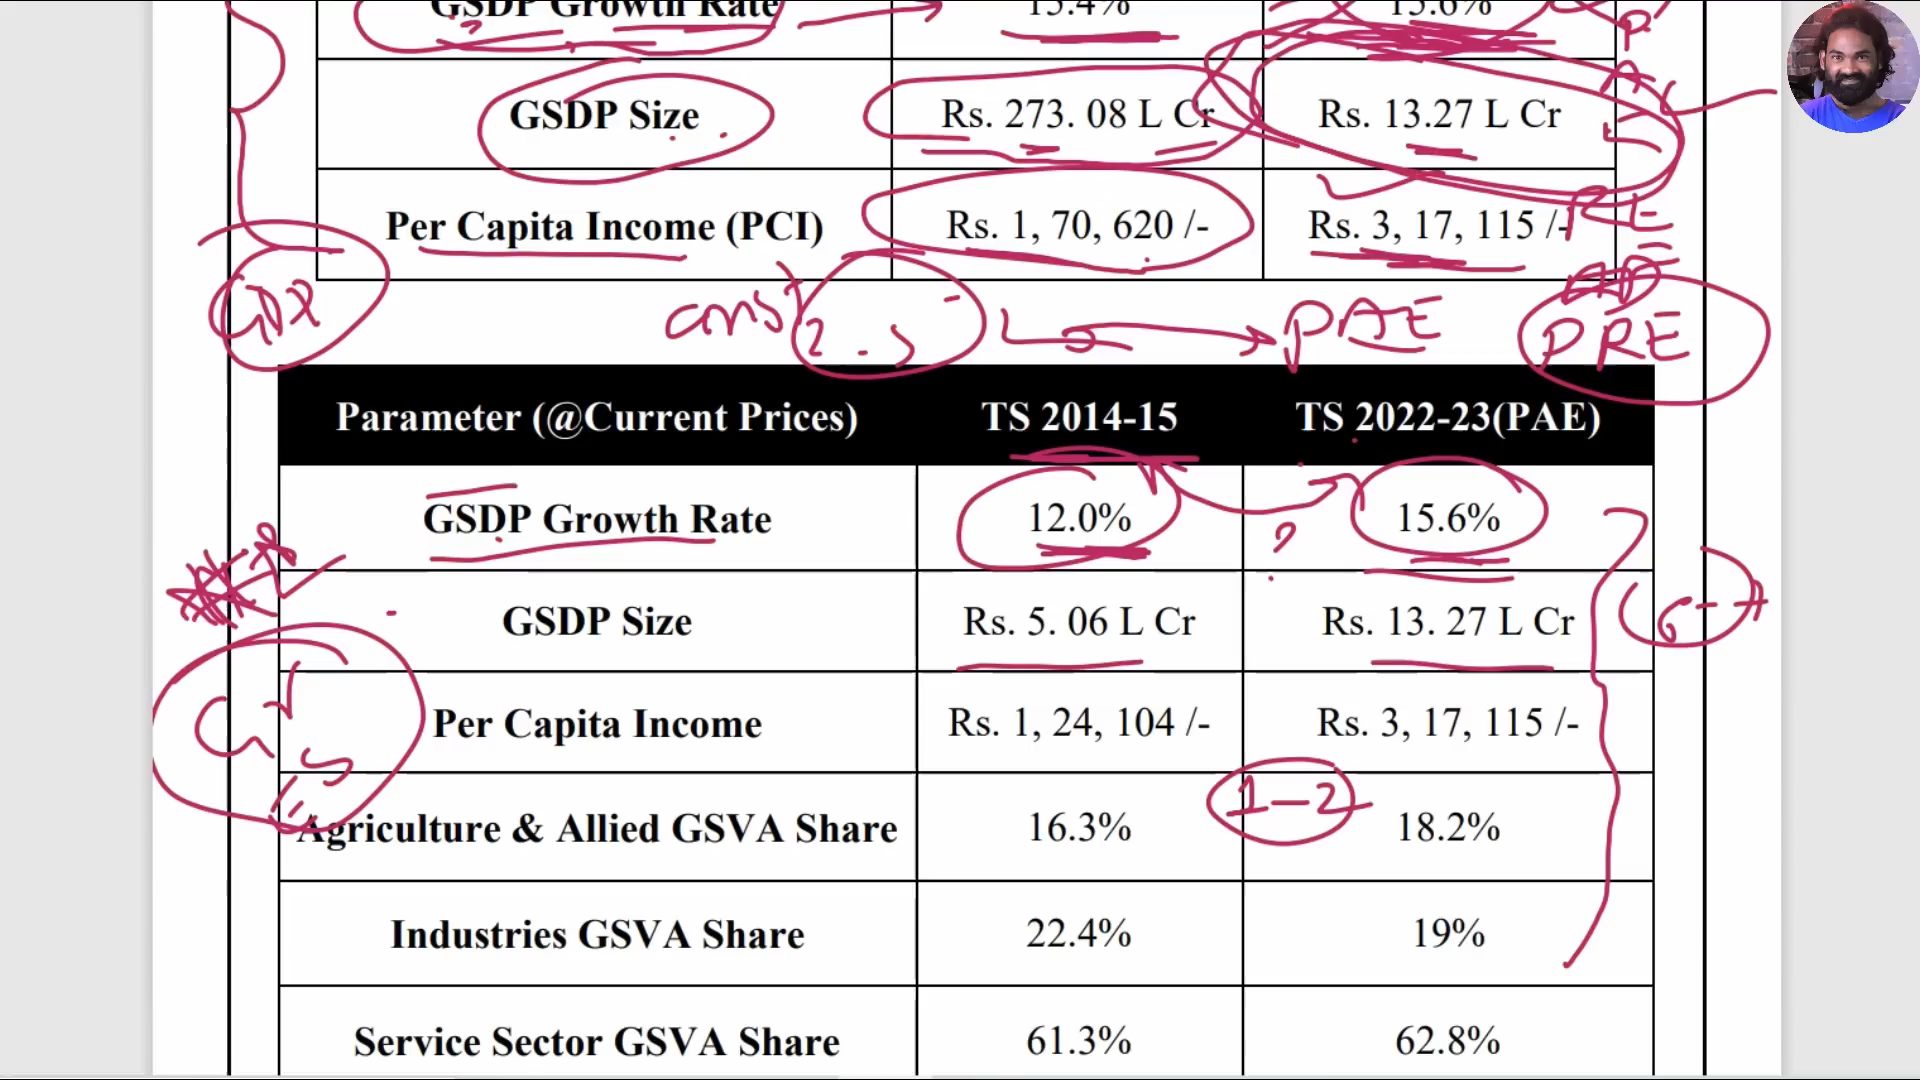 GSDP Growth Rate 15.4% 15.6%
GSDP Size Rs. 273. 08 L Cr Rs. 13.27 L Cr
Per Capita Income (PCI) Rs. 1, 70, 620 /- Rs. 3, 17, 115 /-
RE
GDP PAE PRE
Parameter (@Current Prices) TS 2014-15 TS 2022-23(PAE)
GSDP Growth Rate 12.0% 15.6%
?
GSDP Size Rs. 5. 06 L Cr Rs. 13. 27 L Cr
6-7
Per Capita Income Rs. 1, 24, 104 /- Rs. 3, 17, 115 /-
1-2
Agriculture & Allied GSVA Share 16.3% 18.2%
Industries GSVA Share 22.4% 19%
Service Sector GSVA Share 61.3% 62.8%